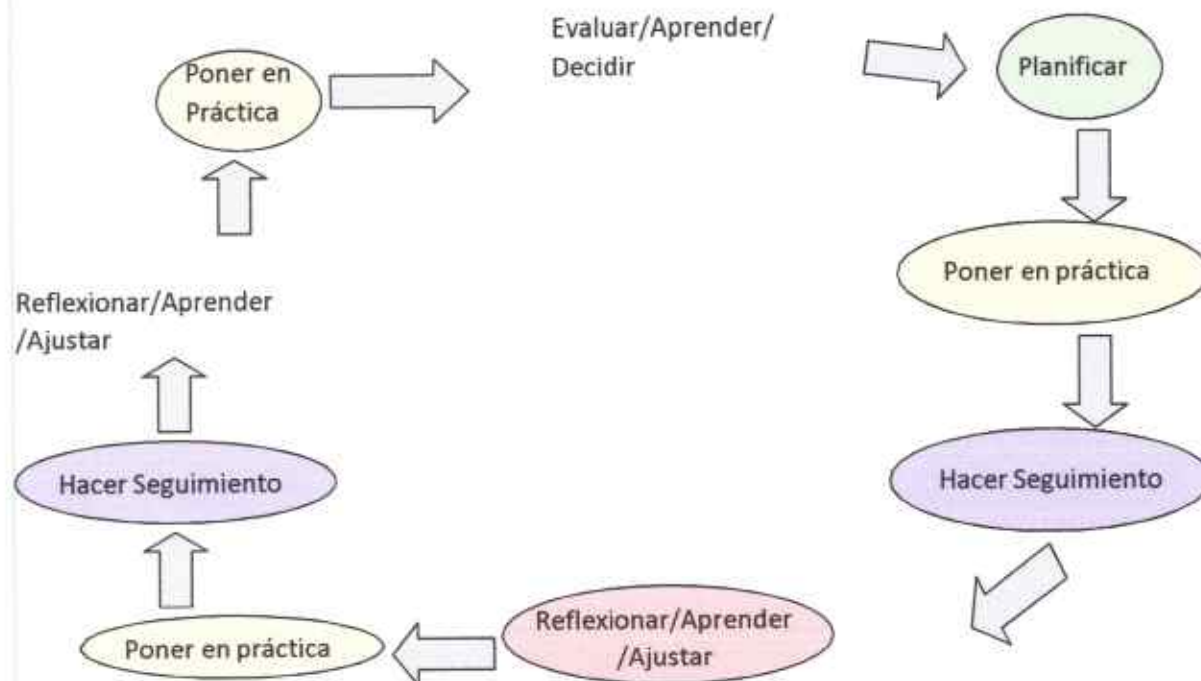 Evaluar/Aprender/
Decidir
Planificar
Poner en práctica
Hacer Seguimiento
Reflexionar/Aprender
/Ajustar
Poner en práctica
Hacer Seguimiento
Reflexionar/Aprender
/Ajustar
Poner en
Práctica